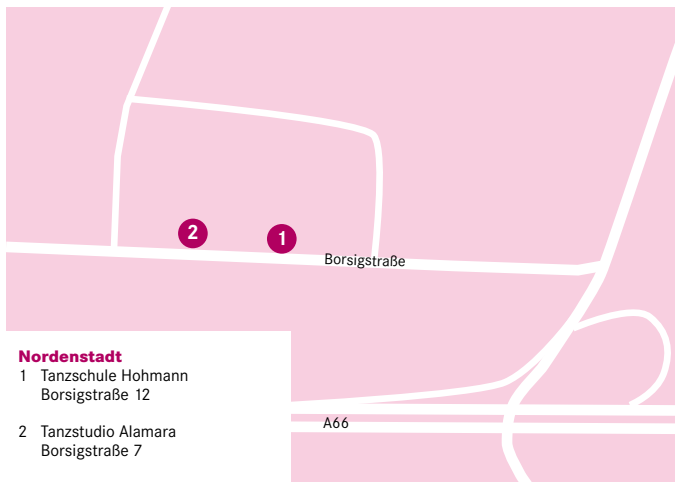 2
1
Borsigstraße
Nordenstadt
1 Tanzschule Hohmann
Borsigstraße 12
2 Tanzstudio Alamara
Borsigstraße 7
A66